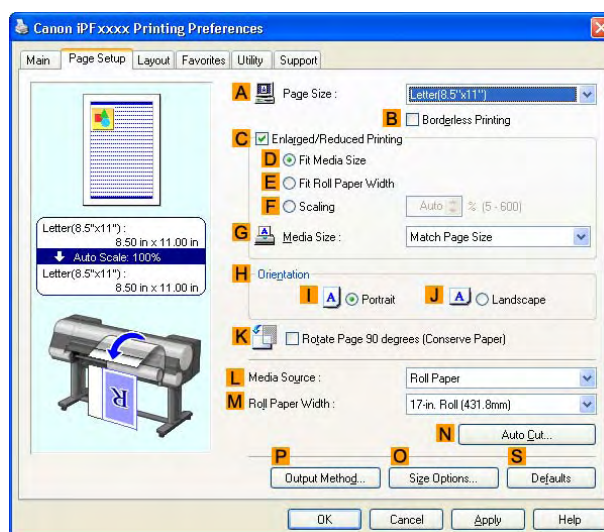 Canon iPFxxxx Printing Preferences
Main Page Setup Layout Favorites Utility Support
A Page Size : Letter(8.5"x11")
B Borderless Printing
C Enlarged/Reduced Printing
D Fit Media Size
E Fit Roll Paper Width
F Scaling Auto % (5 - 600)
G A Media Size : Match Page Size
Letter(8.5"x11") :
8.50 in x 11.00 in
Auto Scale: 100%
Letter(8.5"x11") :
8.50 in x 11.00 in
H Orientation
I A Portrait J A Landscape
K Rotate Page 90 degrees (Conserve Paper)
R
L Media Source : Roll Paper
M Roll Paper Width : 17-in. Roll (431.8mm)
N Auto Cut...
P O S
Output Method... Size Options... Defaults
OK Cancel Apply Help